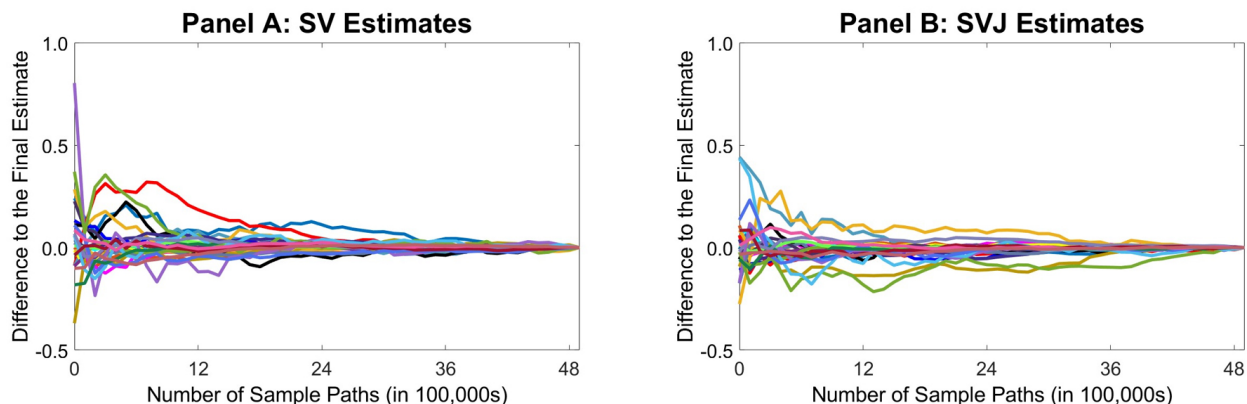 Panel A: SV Estimates
1.0
0.5
0.0
-0.5
Difference to the Final Estimate
0 12 24 36 48
Number of Sample Paths (in 100,000s)
Panel B: SVJ Estimates
1.0
0.5
0.0
-0.5
Difference to the Final Estimate
0 12 24 36 48
Number of Sample Paths (in 100,000s)